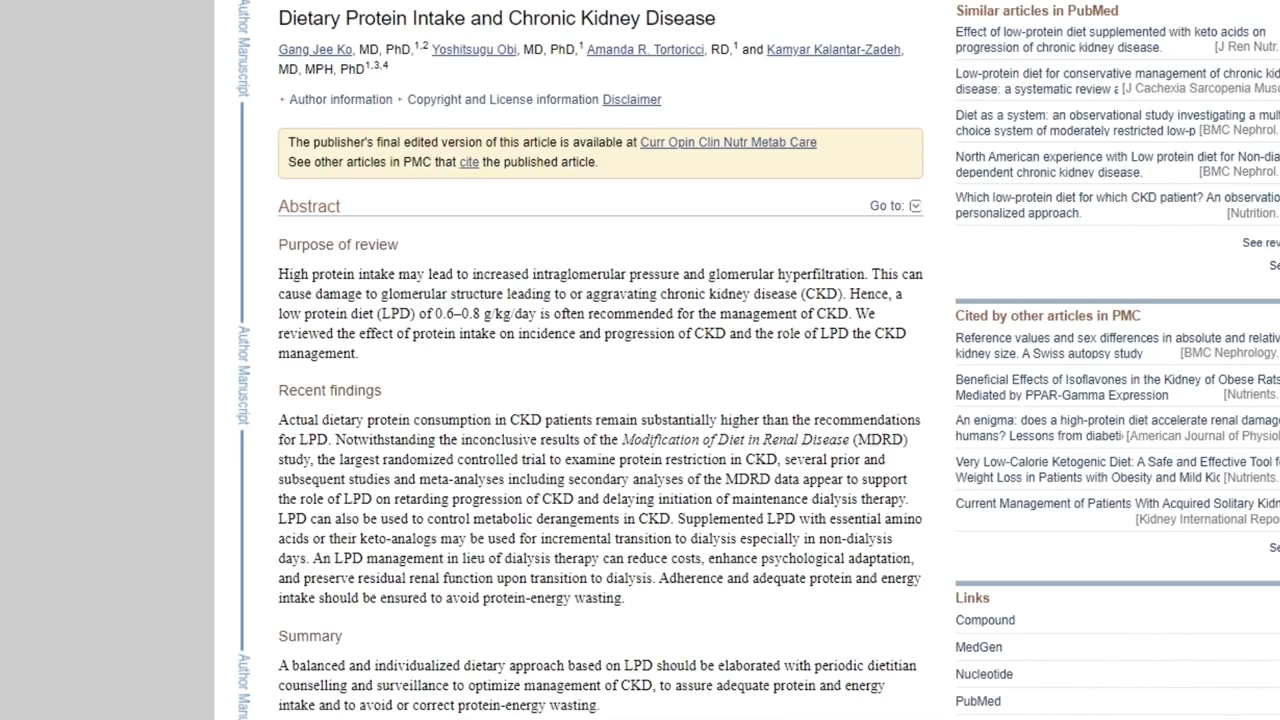 Dietary Protein Intake and Chronic Kidney Disease
Gang Jee Ko, MD, PhD,1,2 Yoshitsugu Obi, MD, PhD,1 Amanda R. Tortoricci, RD,1 and Kamyar Kalantar-Zadeh,
MD, MPH, PhD1,3,4
Author information Copyright and License information Disclaimer
The publisher's final edited version of this article is available at Curr Opin Clin Nutr Metab Care
See other articles in PMC that cite the published article.
Abstract
Go to:
Purpose of review
High protein intake may lead to increased intraglomerular pressure and glomerular hyperfiltration. This can
cause damage to glomerular structure leading to or aggravating chronic kidney disease (CKD). Hence, a
low protein diet (LPD) of 0.6–0.8 g/kg/day is often recommended for the management of CKD. We
reviewed the effect of protein intake on incidence and progression of CKD and the role of LPD the CKD
management.
Recent findings
Actual dietary protein consumption in CKD patients remain substantially higher than the recommendations
for LPD. Notwithstanding the inconclusive results of the Modification of Diet in Renal Disease (MDRD)
study, the largest randomized controlled trial to examine protein restriction in CKD, several prior and
subsequent studies and meta-analyses including secondary analyses of the MDRD data appear to support
the role of LPD on retarding progression of CKD and delaying initiation of maintenance dialysis therapy.
LPD can also be used to control metabolic derangements in CKD. Supplemented LPD with essential amino
acids or their keto-analogs may be used for incremental transition to dialysis especially in non-dialysis
days. An LPD management in lieu of dialysis therapy can reduce costs, enhance psychological adaptation,
and preserve residual renal function upon transition to dialysis. Adherence and adequate protein and energy
intake should be ensured to avoid protein-energy wasting.
Summary
A balanced and individualized dietary approach based on LPD should be elaborated with periodic dietitian
counseling and surveillance to optimize management of CKD, to assure adequate protein and energy
intake, and to avoid or correct protein-energy wasting.
Author Manuscript
Author Manuscript
Author Man
Similar articles in PubMed
Effect of low-protein diet supplemented with keto acids on
progression of chronic kidney disease. [J Ren Nutr.
Low-protein diet for conservative management of chronic kid
disease: a systematic review a [J Cachexia Sarcopenia Musc
Diet as a system: an observational study investigating a mul
choice system of moderately restricted low-p [BMC Nephrol.
North American experience with Low protein diet for Non-dia
dependent chronic kidney disease. [BMC Nephrol.
Which low-protein diet for which CKD patient? An observatio
personalized approach. [Nutrition.
See rev
Se
Cited by other articles in PMC
Reference values and sex differences in absolute and relativ
kidney size. A Swiss autopsy study [BMC Nephrology.
Beneficial Effects of Isoflavones in the Kidney of Obese Rats
Mediated by PPAR-Gamma Expression [Nutrients.
An enigma: does a high-protein diet accelerate renal damag
humans? Lessons from diabeti [American Journal of Physiol
Very Low-Calorie Ketogenic Diet: A Safe and Effective Tool f
Weight Loss in Patients with Obesity and Mild Kic [Nutrients.
Current Management of Patients With Acquired Solitary Kidn
[Kidney International Repo
Se
Links
Compound
MedGen
Nucleotide
PubMed